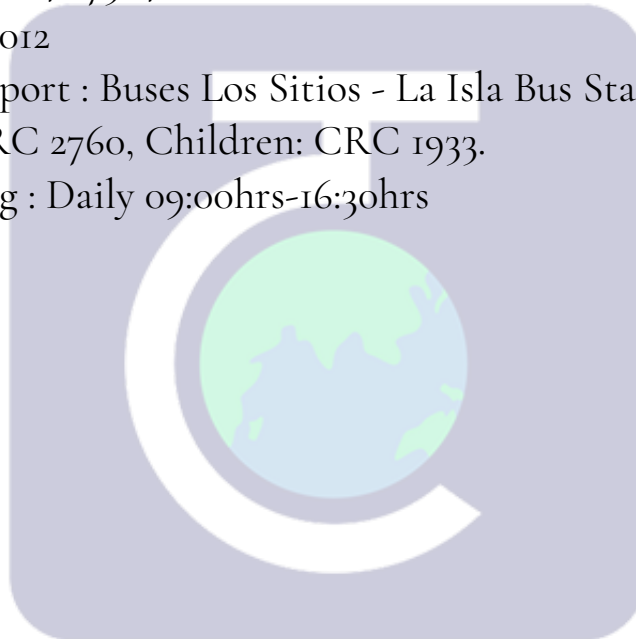 012
port : Buses Los Sitios - La Isla Bus Sta
RC 2760, Children: CRC 1933.
g : Daily 09:00hrs-16:30hrs